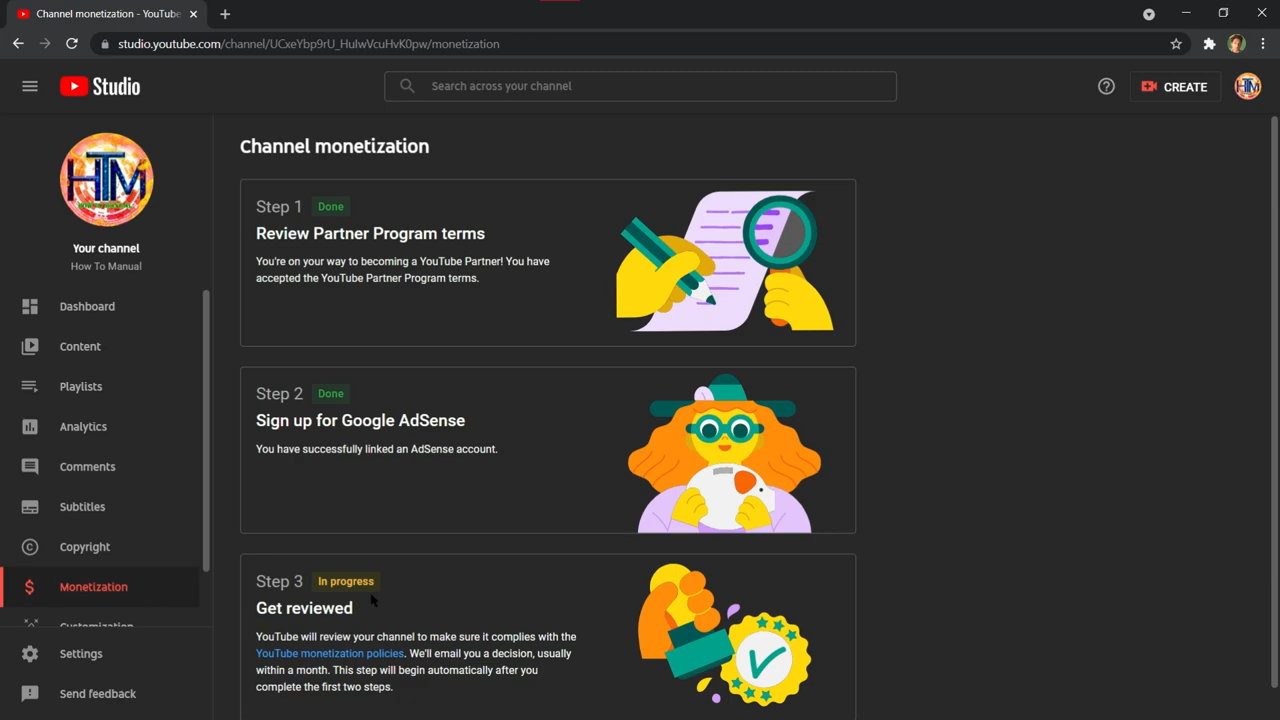 Channel monetization - YouTube
studio.youtube.com/channel/UCxeYbp9rU_HulwVcuHvK0pw/monetization
Studio
Search across your channel
CREATE
HTM
HTM
Your channel
How To Manual
Dashboard
Content
Playlists
Analytics
Comments
Subtitles
Copyright
Monetization
Customization
Settings
Send feedback
Channel monetization
Step 1 Done
Review Partner Program terms
You're on your way to becoming a YouTube Partner! You have
accepted the YouTube Partner Program terms.
Step 2 Done
Sign up for Google AdSense
You have successfully linked an AdSense account.
Step 3 In progress
Get reviewed
YouTube will review your channel to make sure it complies with the
YouTube monetization policies. We'll email you a decision, usually
within a month. This step will begin automatically after you
complete the first two steps.